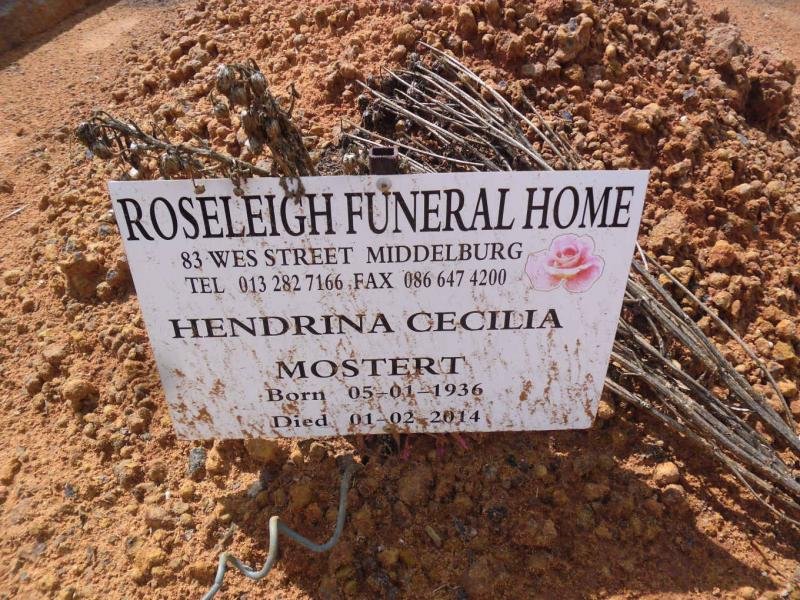 ROSELEIGH FUNERAL HOME
83 WES STREET MIDDELBURG
TEL 013 282 7166 FAX 086 647 4200
HENDRINA CECILIA
MOSTERT
Born 05-01-1936
Died 01-02-2014